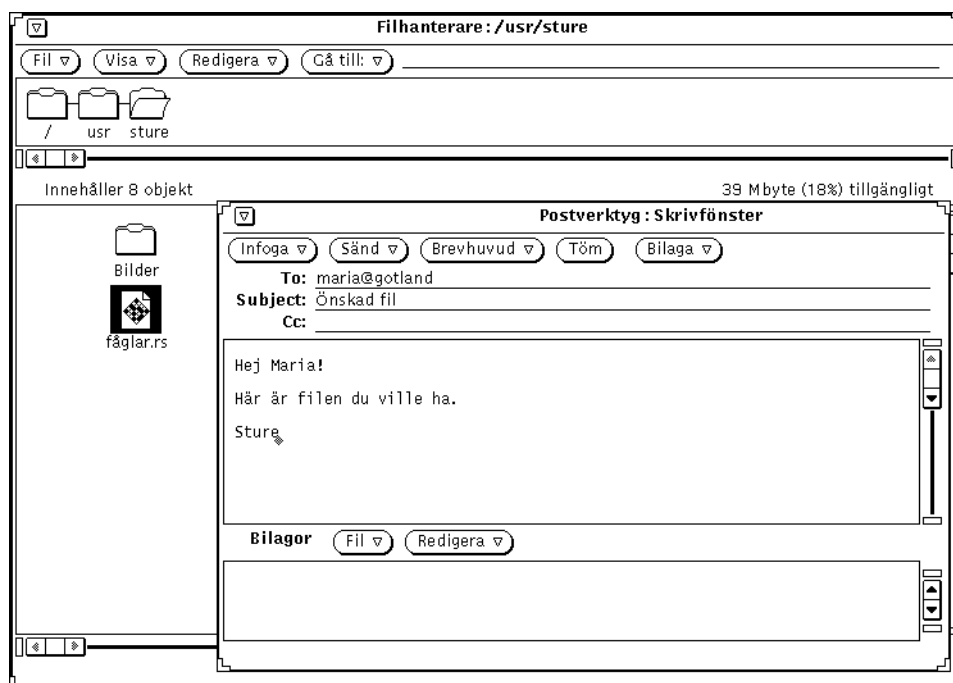 Filhanterare: /usr/sture
Fil Visa Redigera Gå till:
/ usr sture
Innehåller 8 objekt 39 Mbyte (18%) tillgängligt
Bilder
fåglar.rs
Postverktyg: Skrivfönster
Infoga Sänd Brevhuvud Töm Bilaga
To: maria@gotland
Subject: Önskad fil
Cc:
Hej Maria!
Här är filen du ville ha.
Sture
Bilagor Fil Redigera